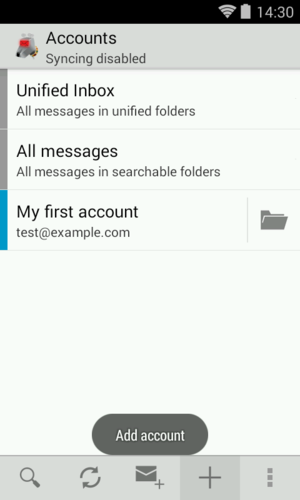 14:30
Accounts
Syncing disabled
Unified Inbox
All messages in unified folders
All messages
All messages in searchable folders
My first account
test@example.com
Add account